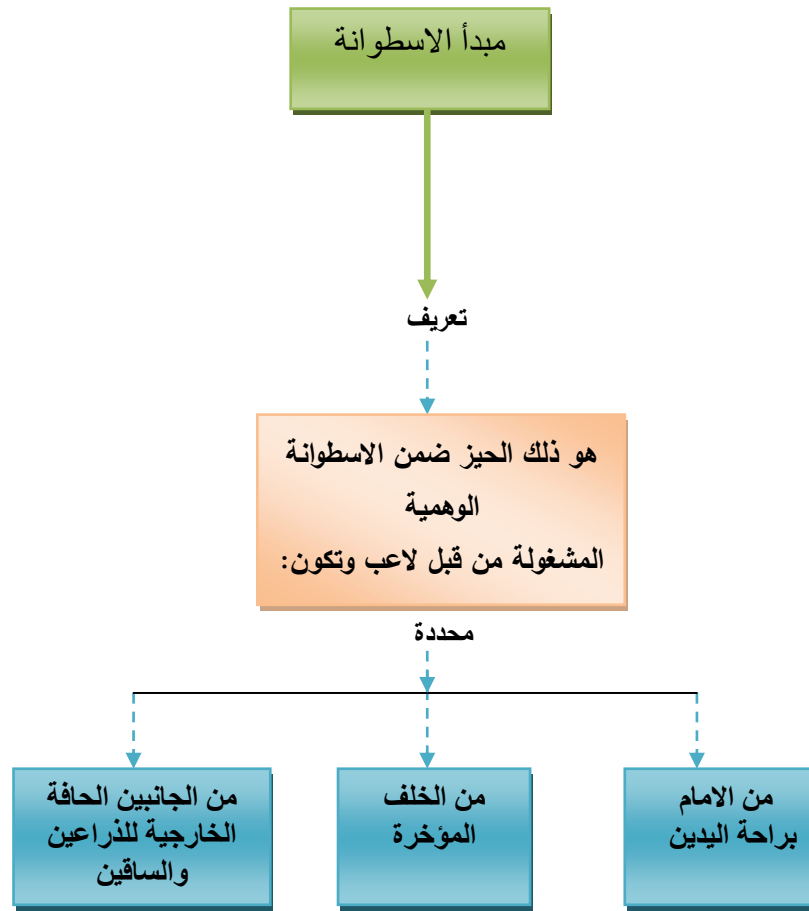 مبدأ الاسطوانة
تعريف
هو ذلك الحيز ضمن الاسطوانة
الوهمية
المشغولة من قبل لاعب وتكون:
محددة
من الامام
براحة اليدين
من الخلف
المؤخرة
من الجانبين الحافة
الخارجية للذراعين
والساقين